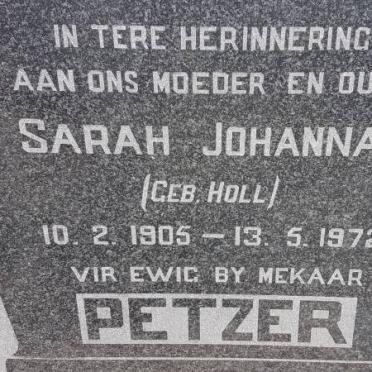 IN TERE HERINNERING
AAN ONS MOEDER EN OU
SARAH JOHANNA
(GEB. HOLL)
10. 2. 1905 – 13. 5. 1972
VIR EWIG BY MEKAAR
PETZER